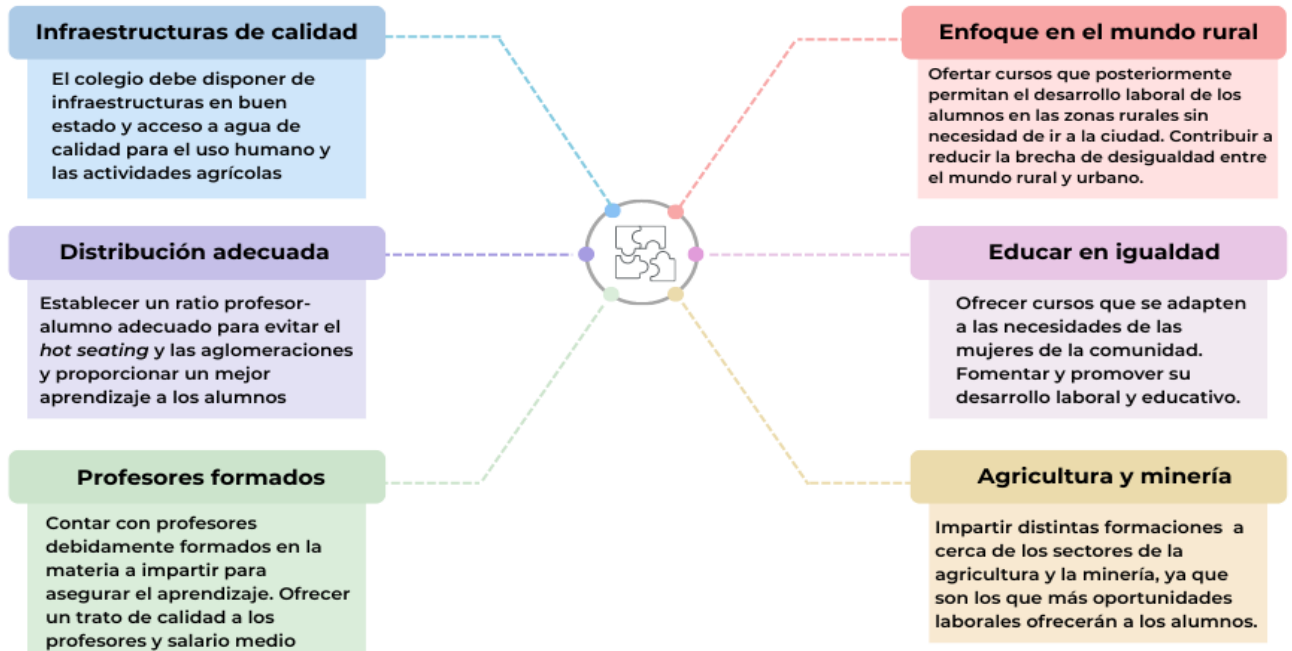 Infraestructuras de calidad
El colegio debe disponer de
infraestructuras en buen
estado y acceso a agua de
calidad para el uso humano y
las actividades agrícolas
Distribución adecuada
Establecer un ratio profesor-
alumno adecuado para evitar el
hot seating y las aglomeraciones
y proporcionar un mejor
aprendizaje a los alumnos
Profesores formados
Contar con profesores
debidamente formados en la
materia a impartir para
asegurar el aprendizaje. Ofrecer
un trato de calidad a los
profesores y salario medio
Enfoque en el mundo rural
Ofertar cursos que posteriormente
permitan el desarrollo laboral de los
alumnos en las zonas rurales sin
necesidad de ir a la ciudad. Contribuir a
reducir la brecha de desigualdad entre
el mundo rural y urbano.
Educar en igualdad
Ofrecer cursos que se adapten
a las necesidades de las
mujeres de la comunidad.
Fomentar y promover su
desarrollo laboral y educativo.
Agricultura y minería
Impartir distintas formaciones a
cerca de los sectores de la
agricultura y la minería, ya que
son los que más oportunidades
laborales ofrecerán a los alumnos.